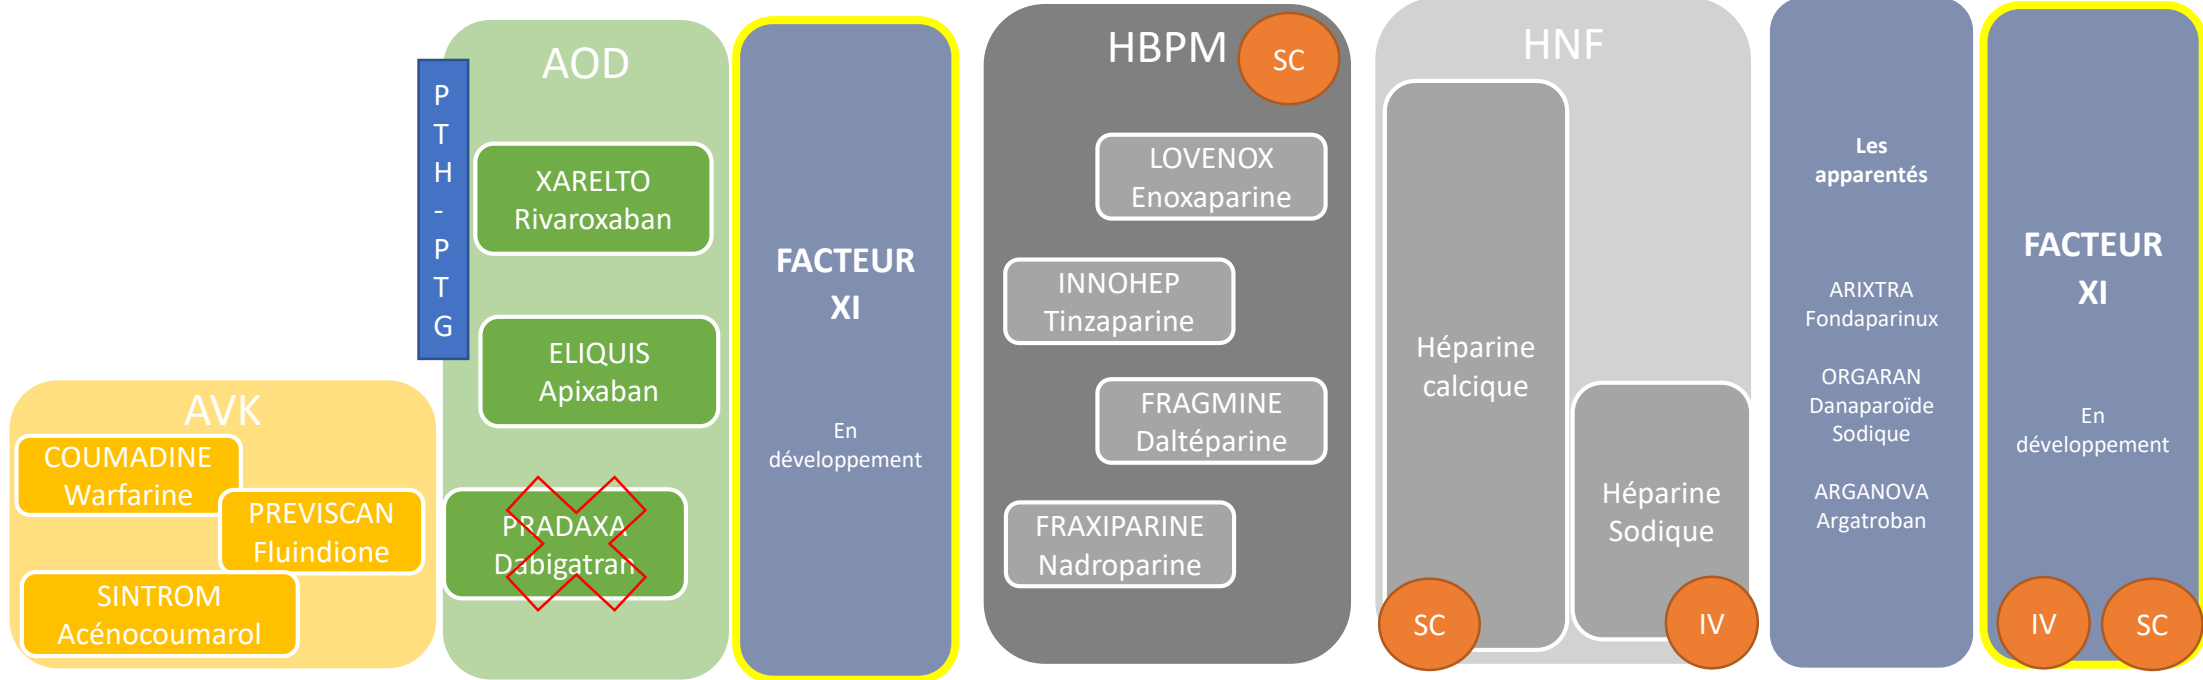 AVK
COUMADINE
Warfarine
PREVISCAN
Fluindione
SINTROM
Acénocoumarol
P
T
H
-
P
T
G
AOD
XARELTO
Rivaroxaban
ELIQUIS
Apixaban
PRADAXA
Dabigatran
FACTEUR
XI
En
développement
HBPM
SC
LOVENOX
Enoxaparine
INNOHEP
Tinzaparine
FRAGMINE
Daltéparine
FRAXIPARINE
Nadroparine
HNF
Héparine
calcique
SC
Héparine
Sodique
IV
Les
apparentés
ARIXTRA
Fondaparinux
ORGARAN
Danaparoïde
Sodique
ARGANOVA
Argatroban
FACTEUR
XI
En
développement
IV
SC